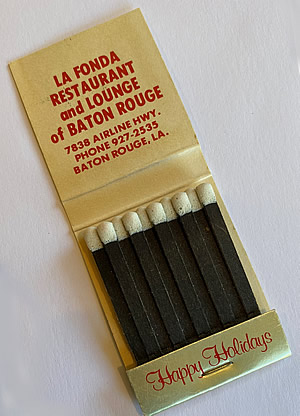 LA FONDA
RESTAURANT
and LOUNGE
of BATON ROUGE
7838 AIRLINE HWY.
PHONE 927-2535
BATON ROUGE, LA.
Happy Holidays